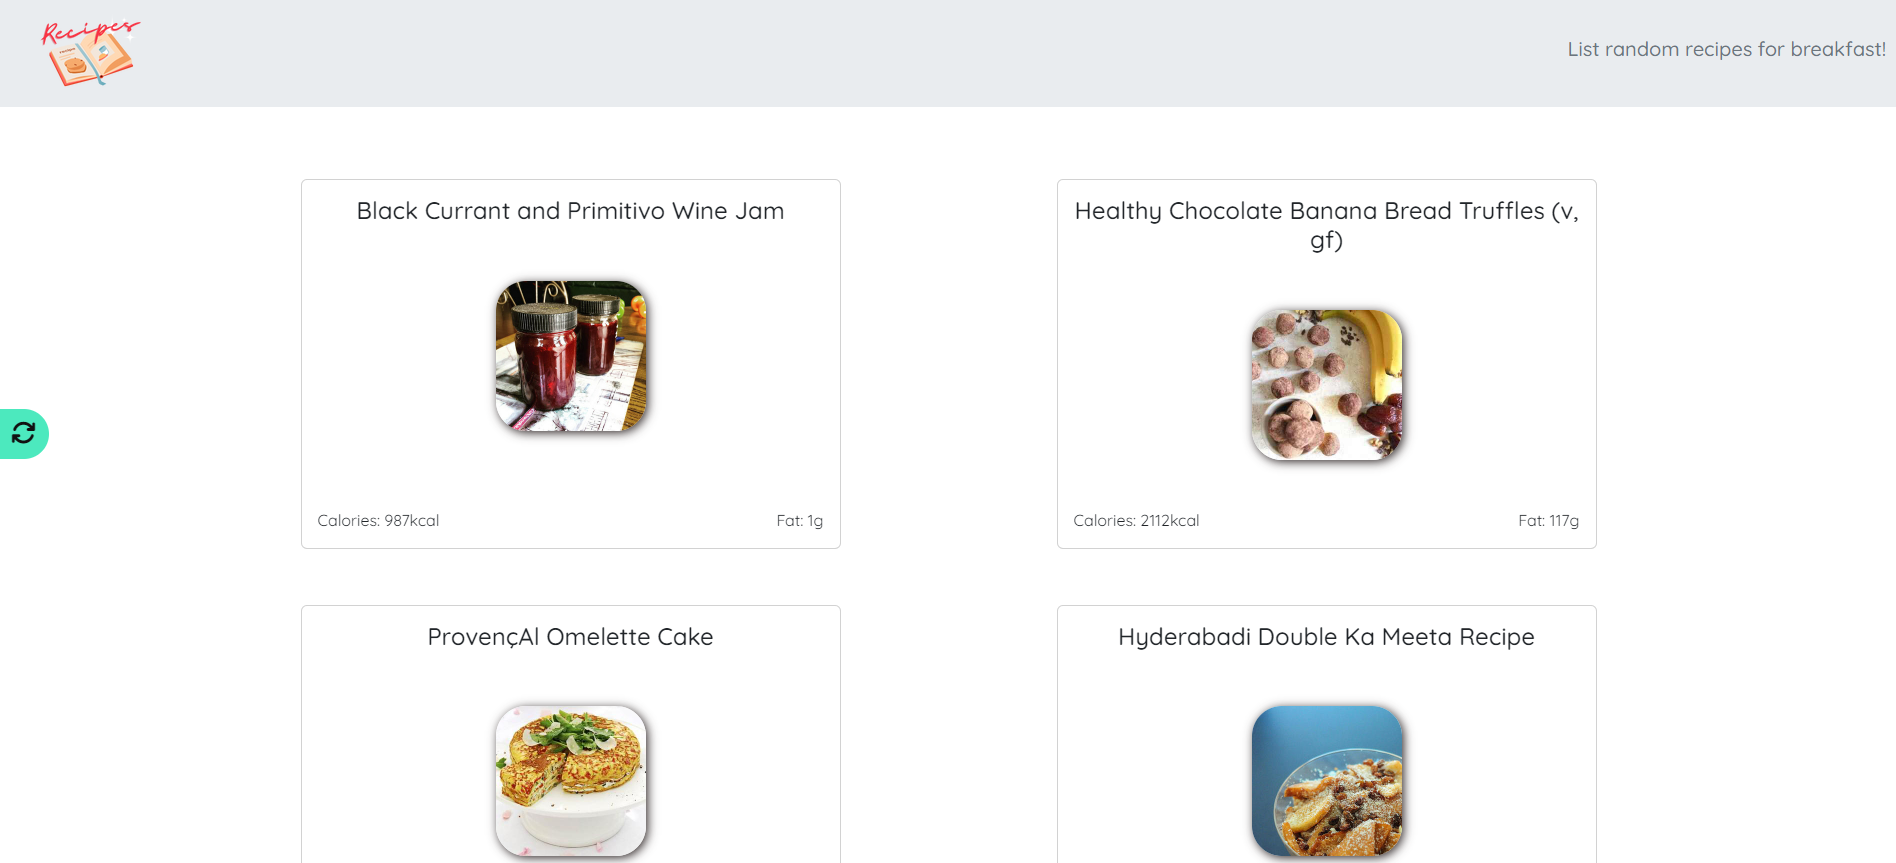 Recipes
List random recipes for breakfast!
Black Currant and Primitivo Wine Jam
Healthy Chocolate Banana Bread Truffles (v,
gf)
Calories: 987kcal
Fat: 1g
Calories: 2112kcal
Fat: 117g
ProvençAl Omelette Cake
Hyderabadi Double Ka Meeta Recipe